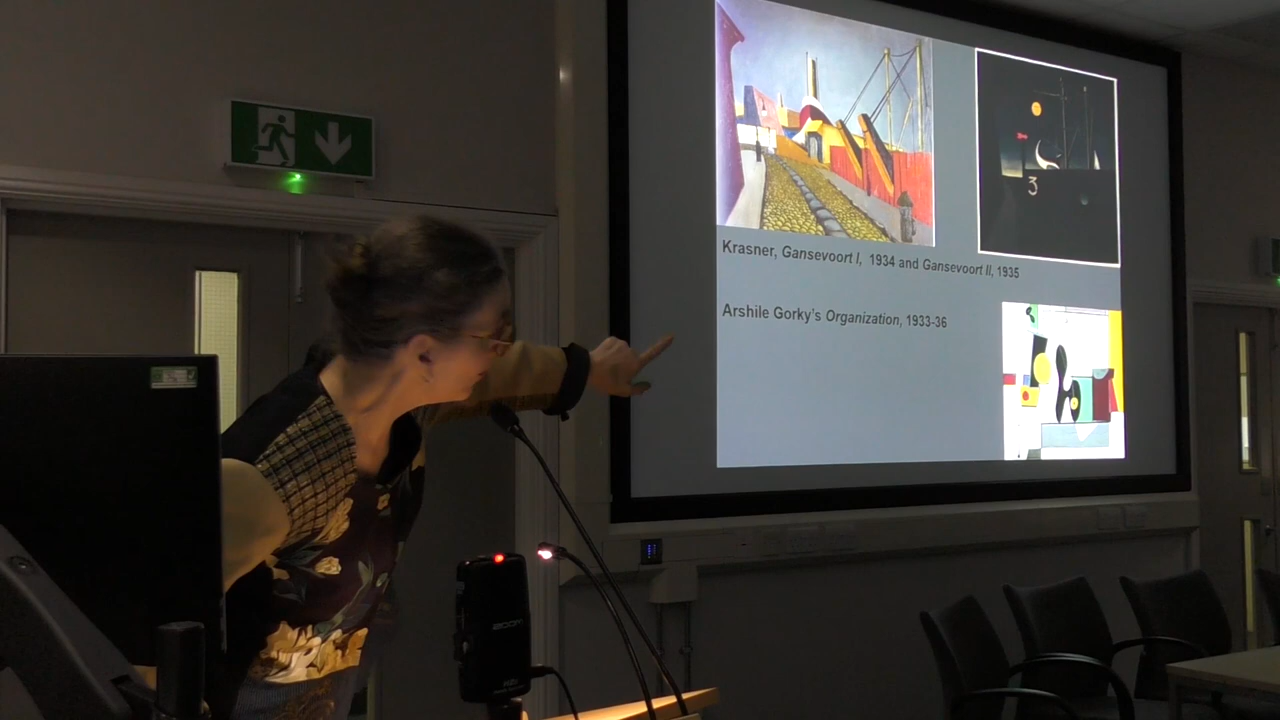 Krasner, Gansevoort I, 1934 and Gansevoort II, 1935
Arshile Gorky's Organization, 1933-36
3
zoom